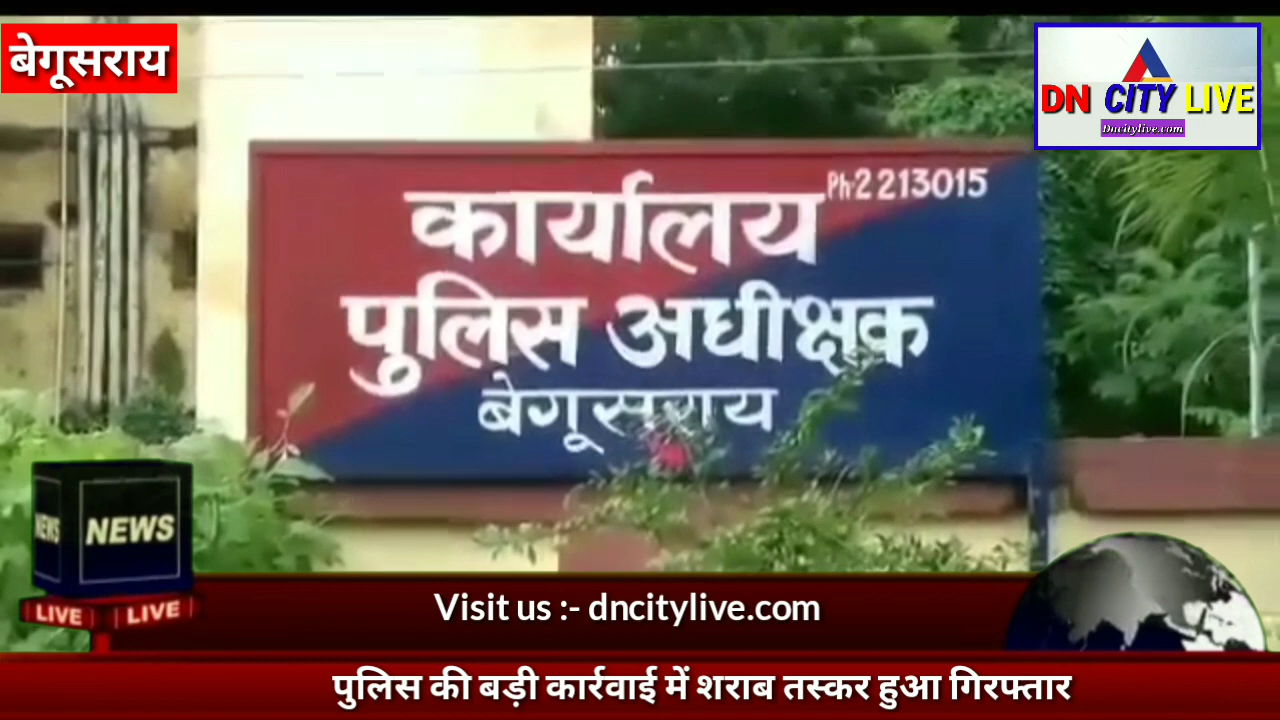 बेगूसराय
DN CITY LIVE
Dncitylive.com
Ph:2213015
कार्यालय
पुलिस अधीक्षक
बेगूसराय
NEWS NEWS
LIVE LIVE
Visit us :- dncitylive.com
पुलिस की बड़ी कार्रवाई में शराब तस्कर हुआ गिरफ्तार